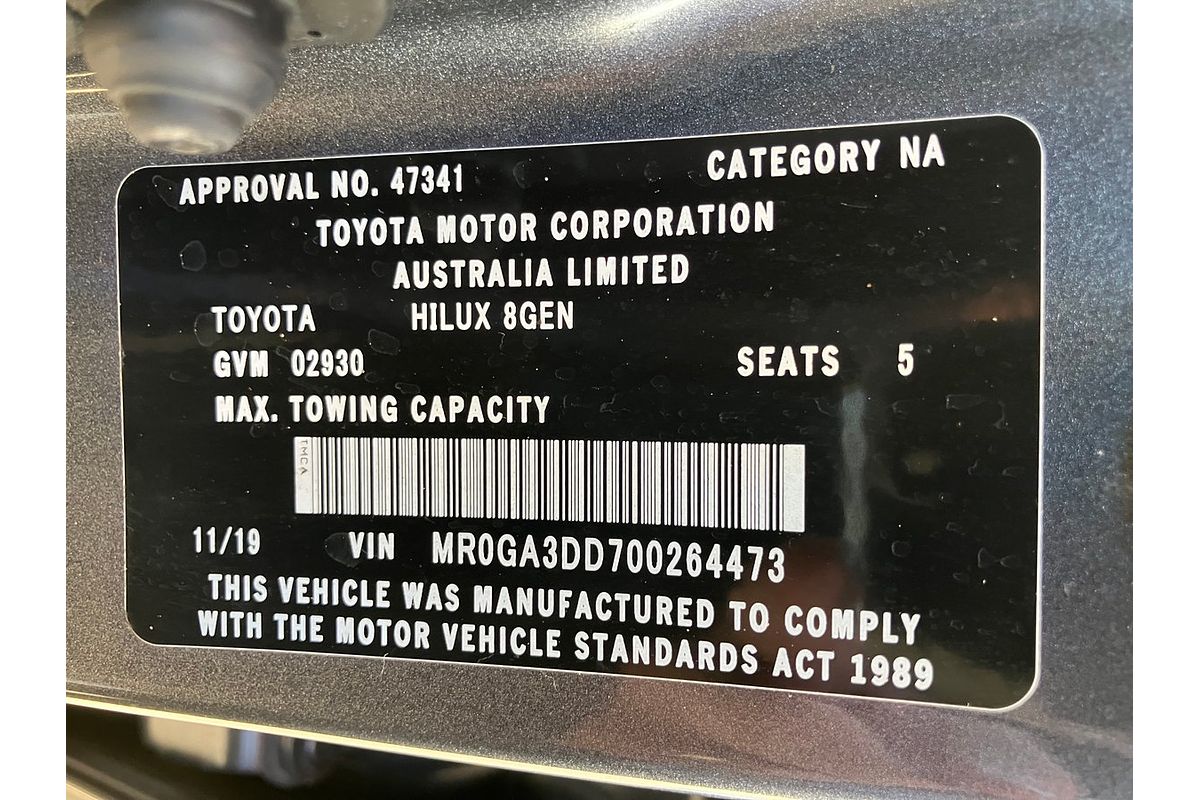 APPROVAL NO. 47341 CATEGORY NA
TOYOTA MOTOR CORPORATION
AUSTRALIA LIMITED
TOYOTA HILUX 8GEN
GVM 02930 SEATS 5
MAX. TOWING CAPACITY
TMCA
11/19 VIN MR0GA3DD700264473
THIS VEHICLE WAS MANUFACTURED TO COMPLY
WITH THE MOTOR VEHICLE STANDARDS ACT 1989